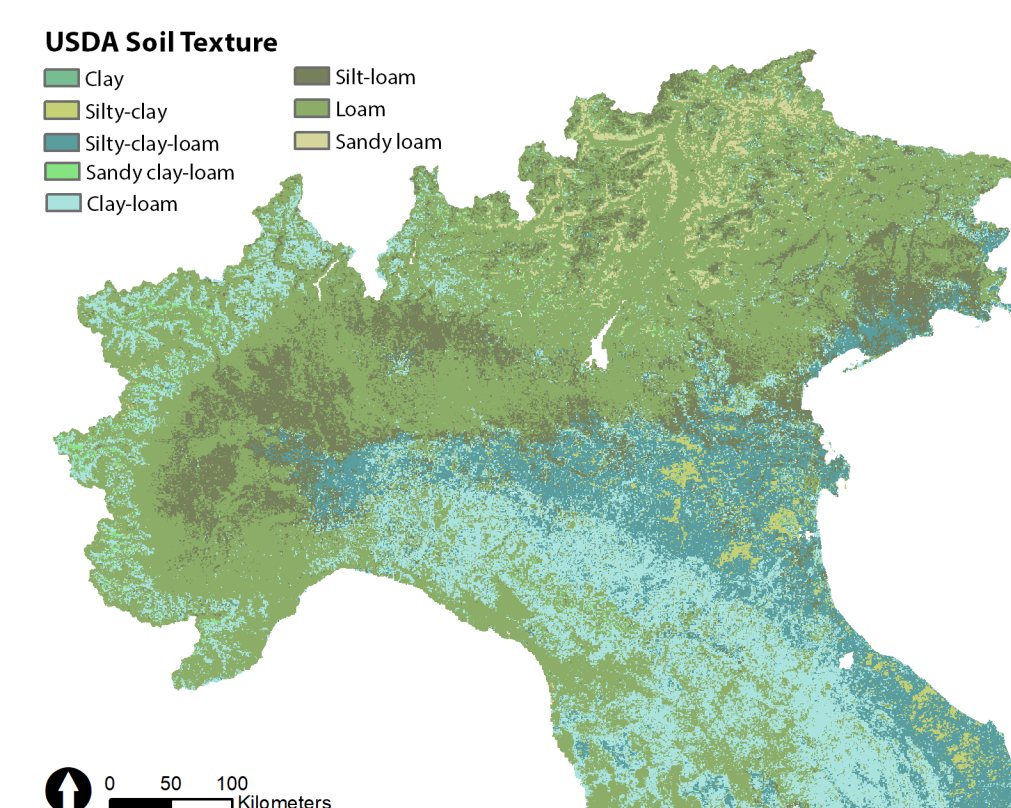 USDA Soil Texture
Clay
Silty-clay
Silty-clay-loam
Sandy clay-loam
Clay-loam
Silt-loam
Loam
Sandy loam
0 50 100
Kilometers